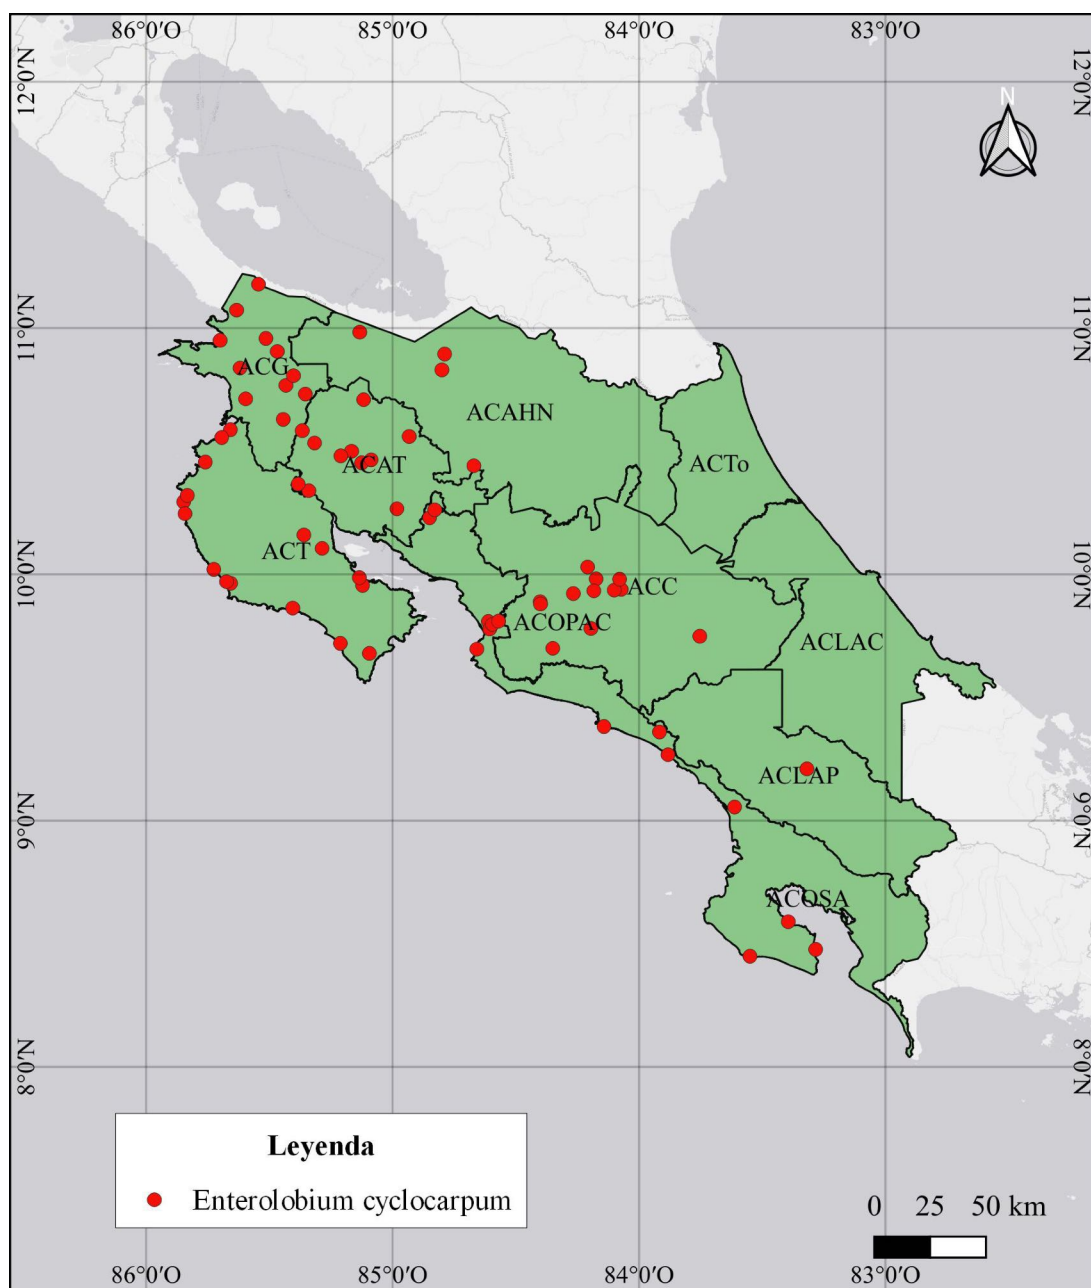 86°0′O 85°0′O 84°0′O 83°0′O
12°0′N 12°0′N
N
11°0′N 11°0′N
ACG
ACAHN
ACAT
ACTo
ACT
10°0′N 10°0′N
ACC
ACOPAC
ACLAC
ACLAP
9°0′N 9°0′N
ACOSA
8°0′N 8°0′N
Leyenda
Enterolobium cyclocarpum
0 25 50 km
86°0′O 85°0′O 84°0′O 83°0′O